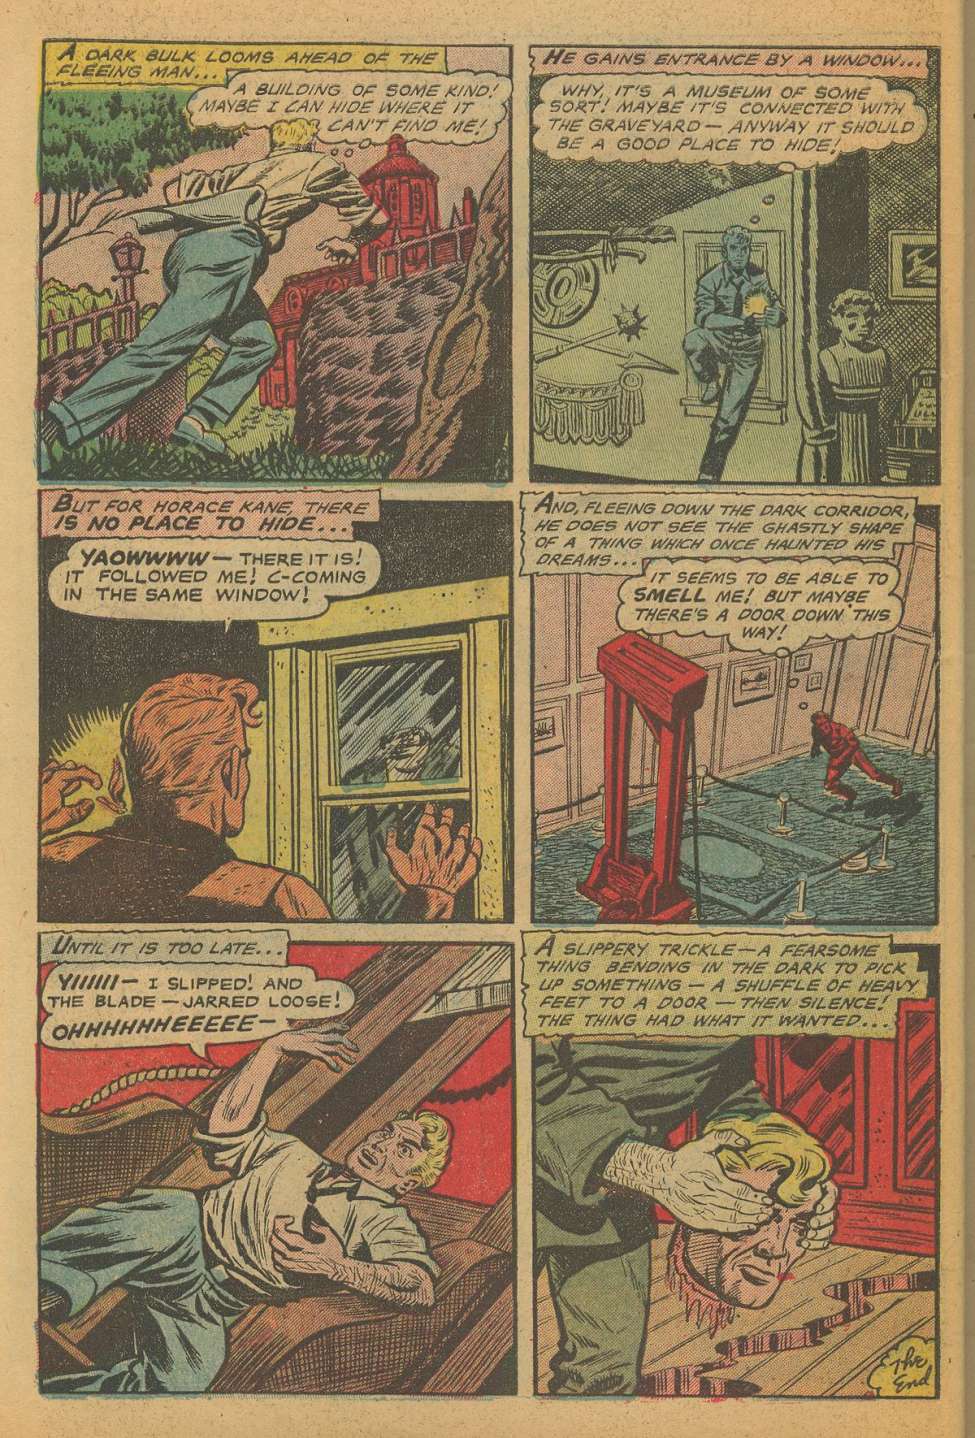 A DARK BULK LOOMS AHEAD OF THE
FLEEING MAN...
A BUILDING OF SOME KIND!
MAYBE I CAN HIDE WHERE IT
CAN'T FIND ME!
HE GAINS ENTRANCE BY A WINDOW...
WHY, IT'S A MUSEUM OF SOME
SORT! MAYBE IT'S CONNECTED WITH
THE GRAVEYARD — ANYWAY IT SHOULD
BE A GOOD PLACE TO HIDE!
BUT FOR HORACE KANE, THERE
IS NO PLACE TO HIDE...
YAOWWWW — THERE IT IS!
IT FOLLOWED ME! C-COMING
IN THE SAME WINDOW!
AND, FLEEING DOWN THE DARK CORRIDOR,
HE DOES NOT SEE THE GHASTLY SHAPE
OF A THING WHICH ONCE HAUNTED HIS
DREAMS...
IT SEEMS TO BE ABLE TO
SMELL ME! BUT MAYBE
THERE'S A DOOR DOWN THIS
WAY!
UNTIL IT IS TOO LATE...
YIIIIII — I SLIPPED! AND
THE BLADE — JARRED LOOSE!
OHHHHHHEEEEE —
A SLIPPERY TRICKLE — A FEARSOME
THING BENDING IN THE DARK TO PICK
UP SOMETHING — A SHUFFLE OF HEAVY
FEET TO A DOOR — THEN SILENCE!
THE THING HAD WHAT IT WANTED...
The
End